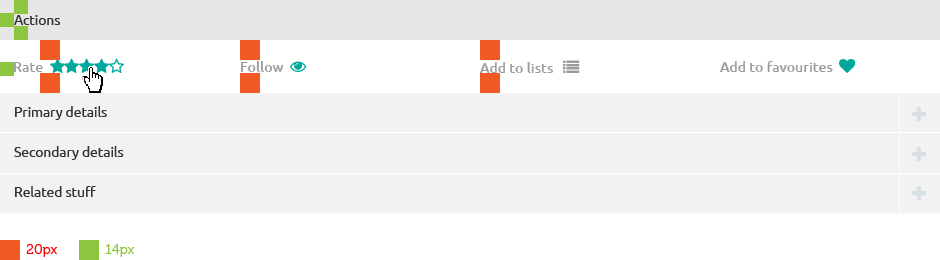 Actions
Rate Follow Add to lists Add to favourites
Primary details
Secondary details
Related stuff
20px 14px